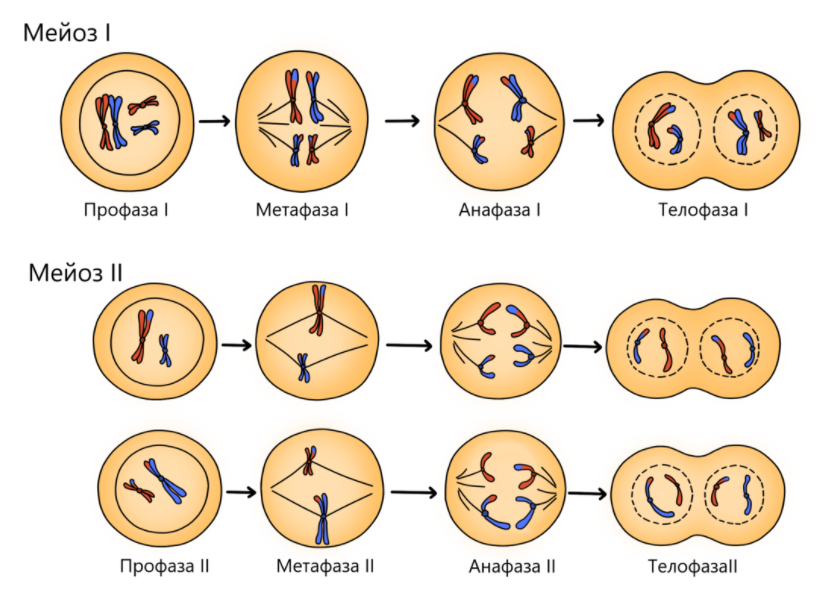 Мейоз I
Профаза I
Метафаза I
Анафаза I
Телофаза I
Мейоз II
Профаза II
Метафаза II
Анафаза II
ТелофазаII